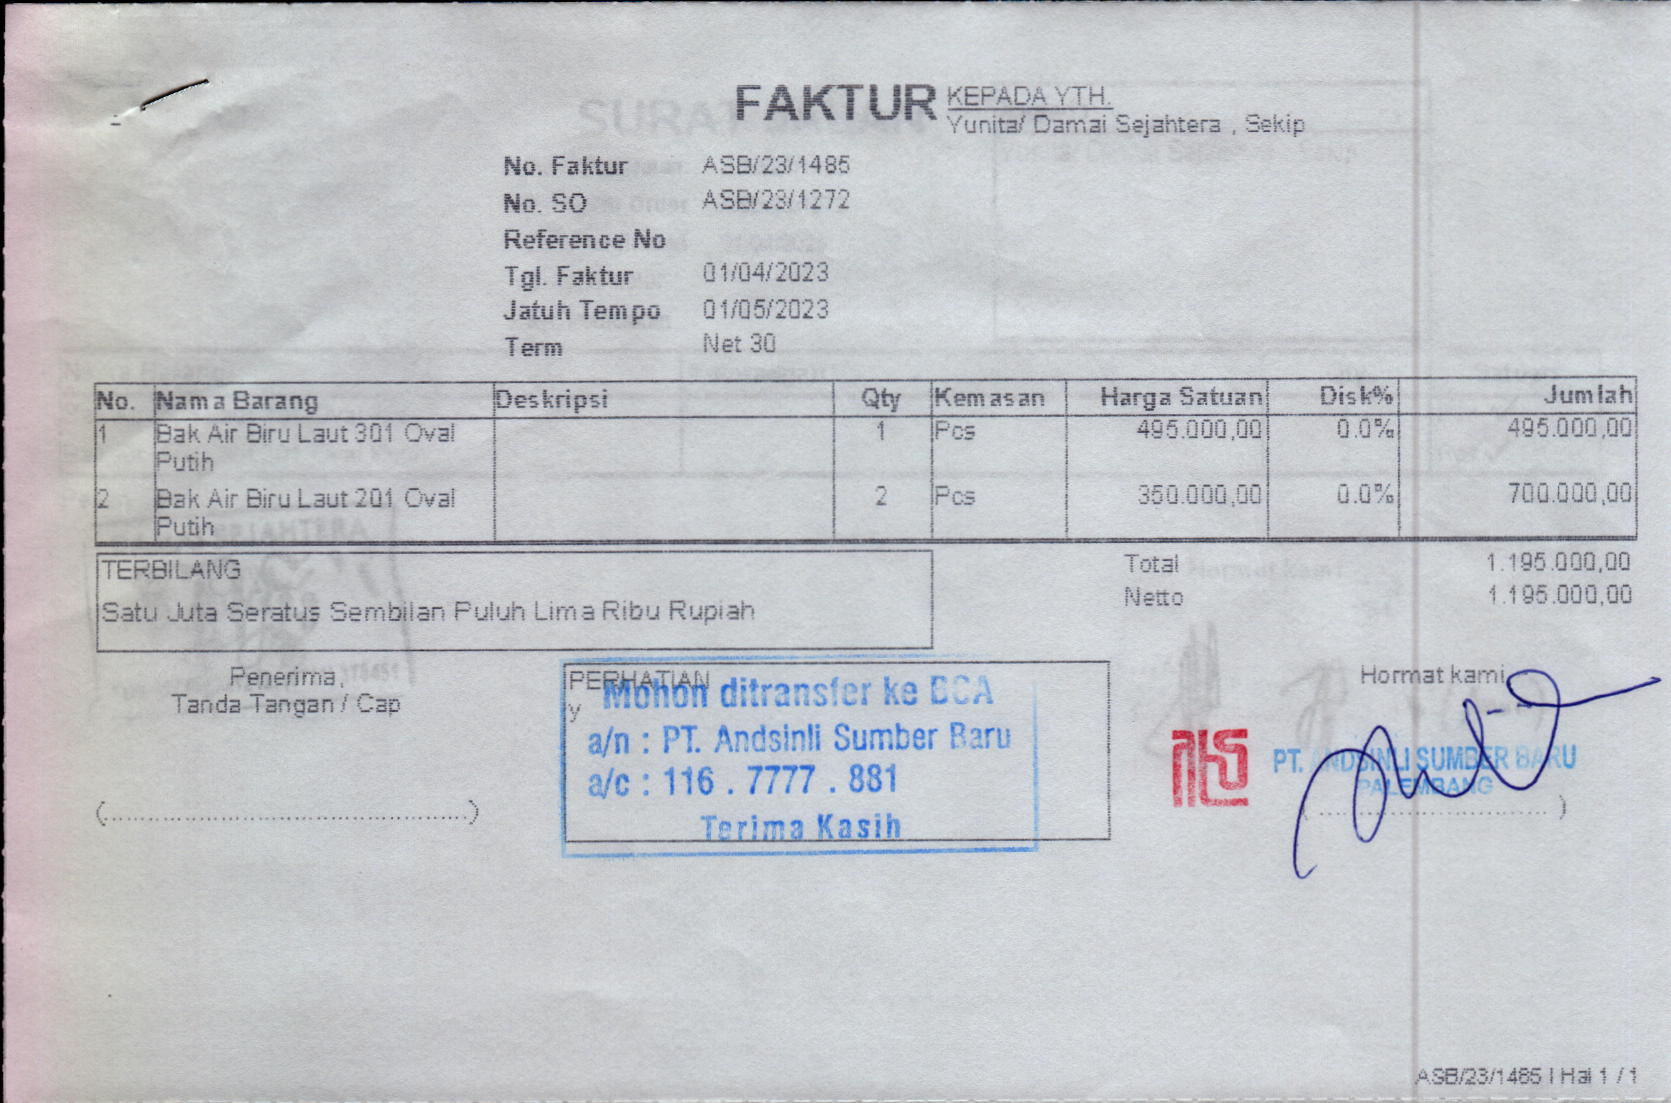 FAKTUR
KEPADA YTH.
Yunita/ Damai Sejahtera , Sekip
No. Faktur ASB/23/1485
No. SO ASB/23/1272
Reference No
Tgl. Faktur 01/04/2023
Jatuh Tempo 01/05/2023
Term Net 30
No. Nama Barang Deskripsi Qty Kemasan Harga Satuan Disk% Jumlah
1 Bak Air Biru Laut 301 Oval 1 Pcs 495.000,00 0.0% 495.000,00
Putih
2 Bak Air Biru Laut 201 Oval 2 Pcs 350.000,00 0.0% 700.000,00
Putih
TERBILANG
Satu Juta Seratus Sembilan Puluh Lima Ribu Rupiah
Total 1.195.000,00
Netto 1.195.000,00
Penerima,
Tanda Tangan / Cap
(.....................................................)
PERHATIAN
y
Mohon ditransfer ke BCA
a/n : PT. Andsinli Sumber Baru
a/c : 116 . 7777 . 881
Terima Kasih
Hormat kami,
PT. ANDSINLI SUMBER BARU
PALEMBANG
(..................................)
ASB/23/1485 | Hal 1 / 1